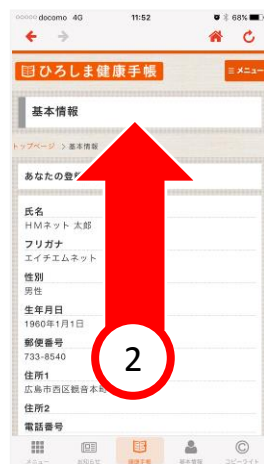 docomo 4G 11:52 68%
ひろしま健康手帳 メニュー
基本情報
トップページ > 基本情報
あなたの登
氏名
HMネット 太郎
フリガナ
エイチエムネット
性別
男性
生年月日
1960年1月1日
郵便番号
733-8540
住所1
広島市西区観音本
住所2
電話番号
2
メニュー お知らせ 健康手帳 基本情報 コピーライト